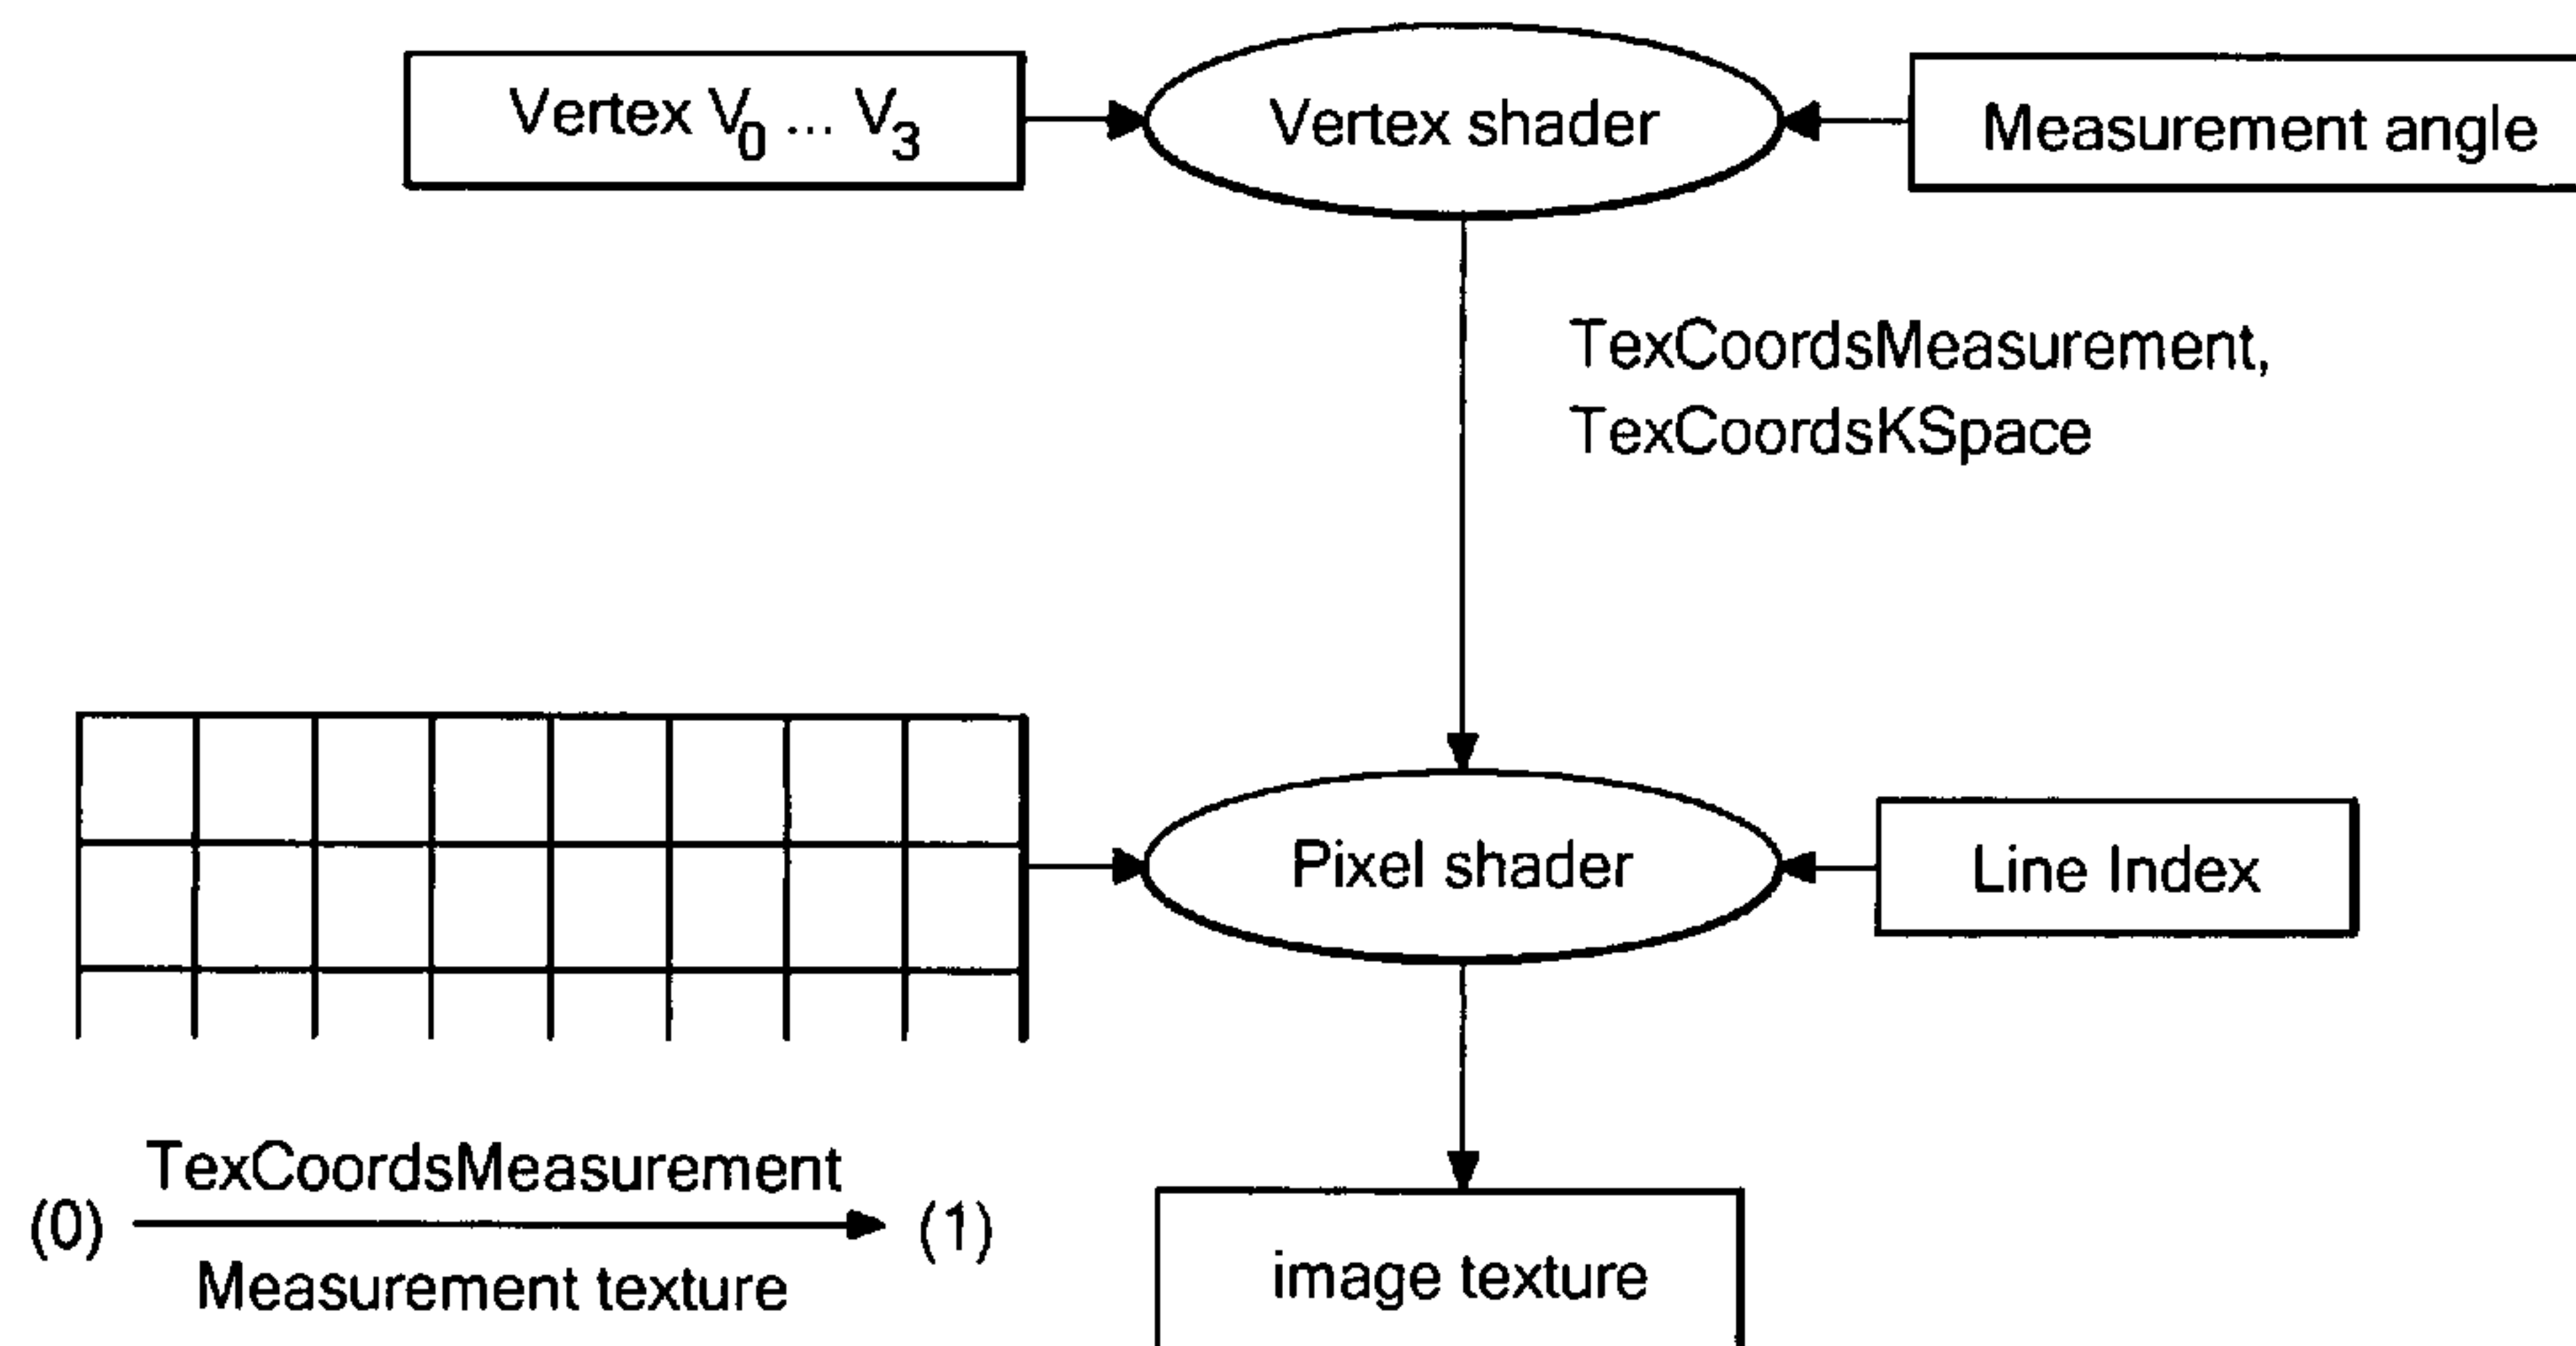 Vertex V0 ... V3
Vertex shader
Measurement angle
TexCoordsMeasurement,
TexCoordsKSpace
Pixel shader
Line Index
TexCoordsMeasurement
(0)
(1)
Measurement texture
image texture